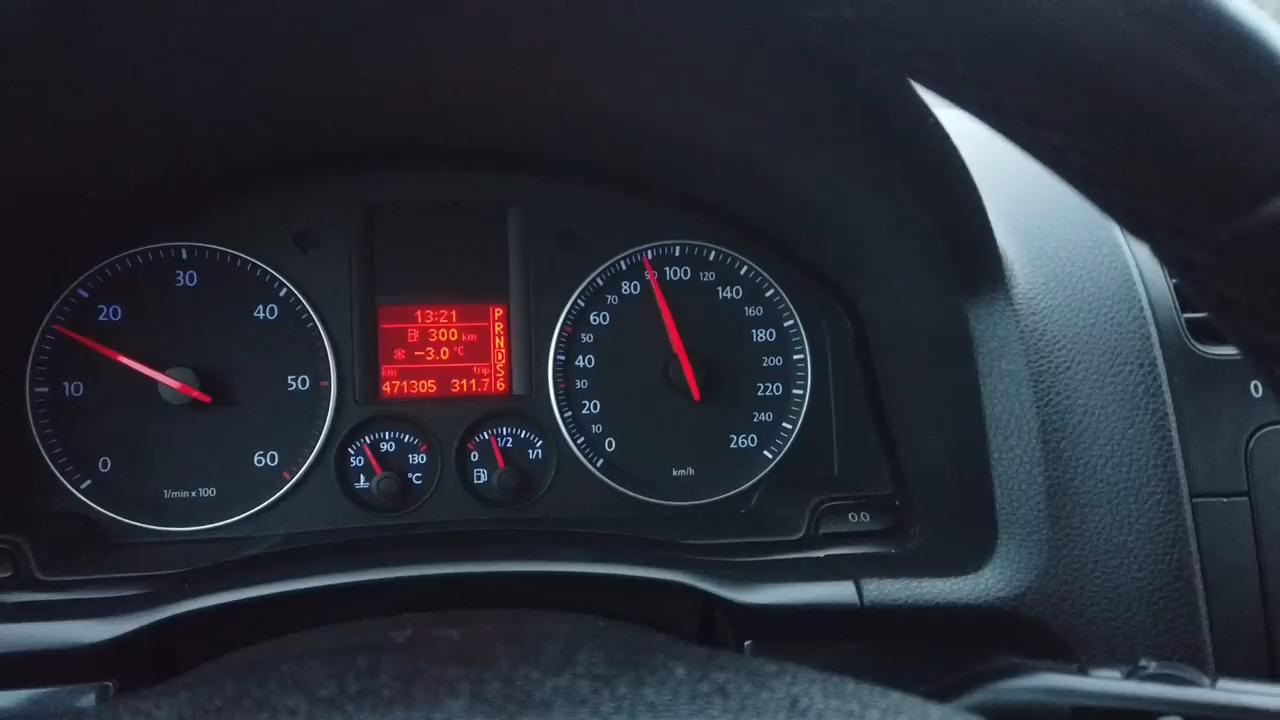 0
10
20
30
40
50
60
1/min x 100
13:21
300 km
-3.0 °C
km trip
471305 311.7
P
R
N
D
S
6
50 90 130
°C
0 1/2 1/1
0
10
20
30
40
50
60
70
80
90
100
120
140
160
180
200
220
240
260
km/h
0.0
0